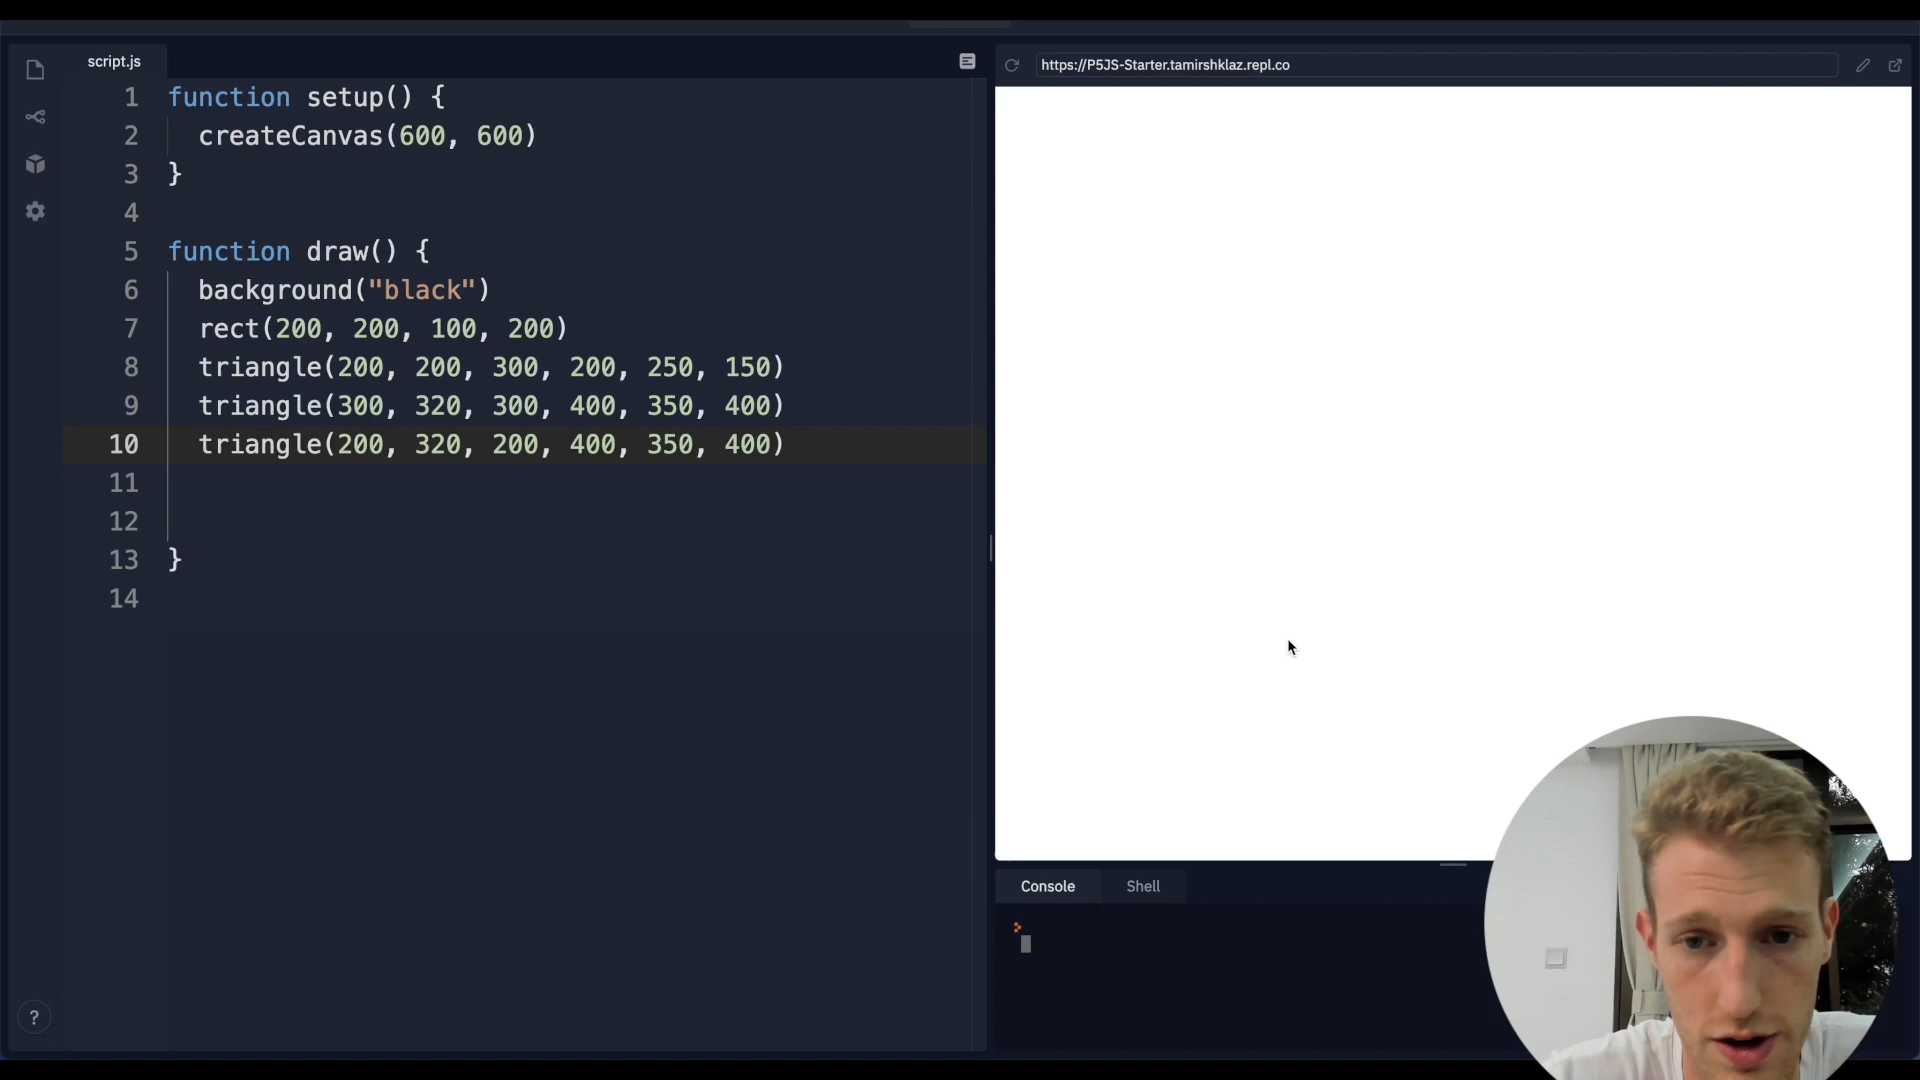 script.js
https://P5JS-Starter.tamirshklaz.repl.co
1 function setup() {
2 createCanvas(600, 600)
3 }
4
5 function draw() {
6 background("black")
7 rect(200, 200, 100, 200)
8 triangle(200, 200, 300, 200, 250, 150)
9 triangle(300, 320, 300, 400, 350, 400)
10 triangle(200, 320, 200, 400, 350, 400)
11
12
13 }
14
Console Shell
>
?